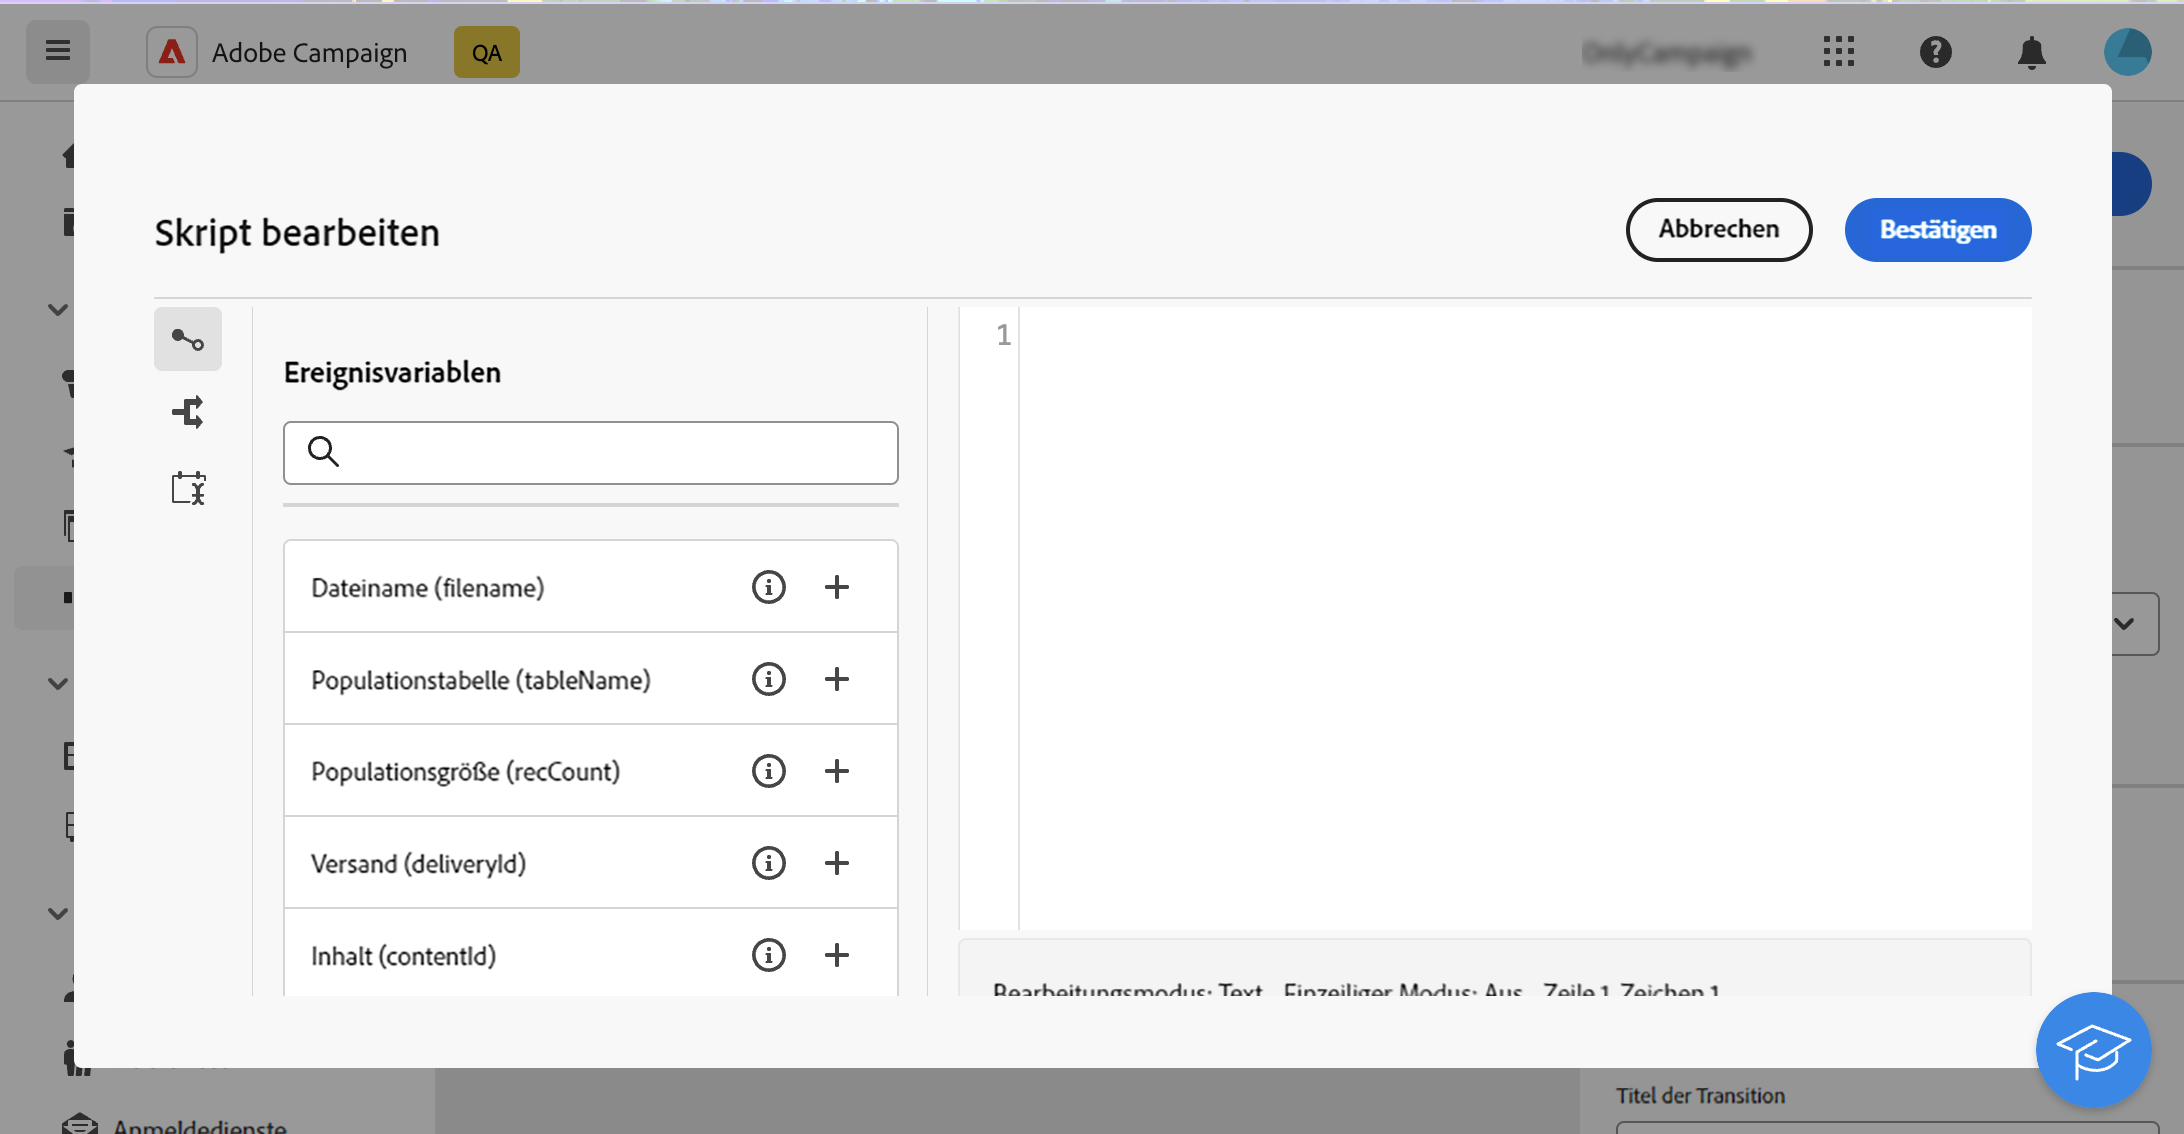 Adobe Campaign QA
Skript bearbeiten
Abbrechen
Bestätigen
Ereignisvariablen
Dateiname (filename)
Populationstabelle (tableName)
Populationsgröße (recCount)
Versand (deliveryId)
Inhalt (contentId)
1
Bearbeitungsmodus: Text Einzeiliger Modus: Aus Zeile 1, Zeichen 1
Anmeldedienste
Titel der Transition